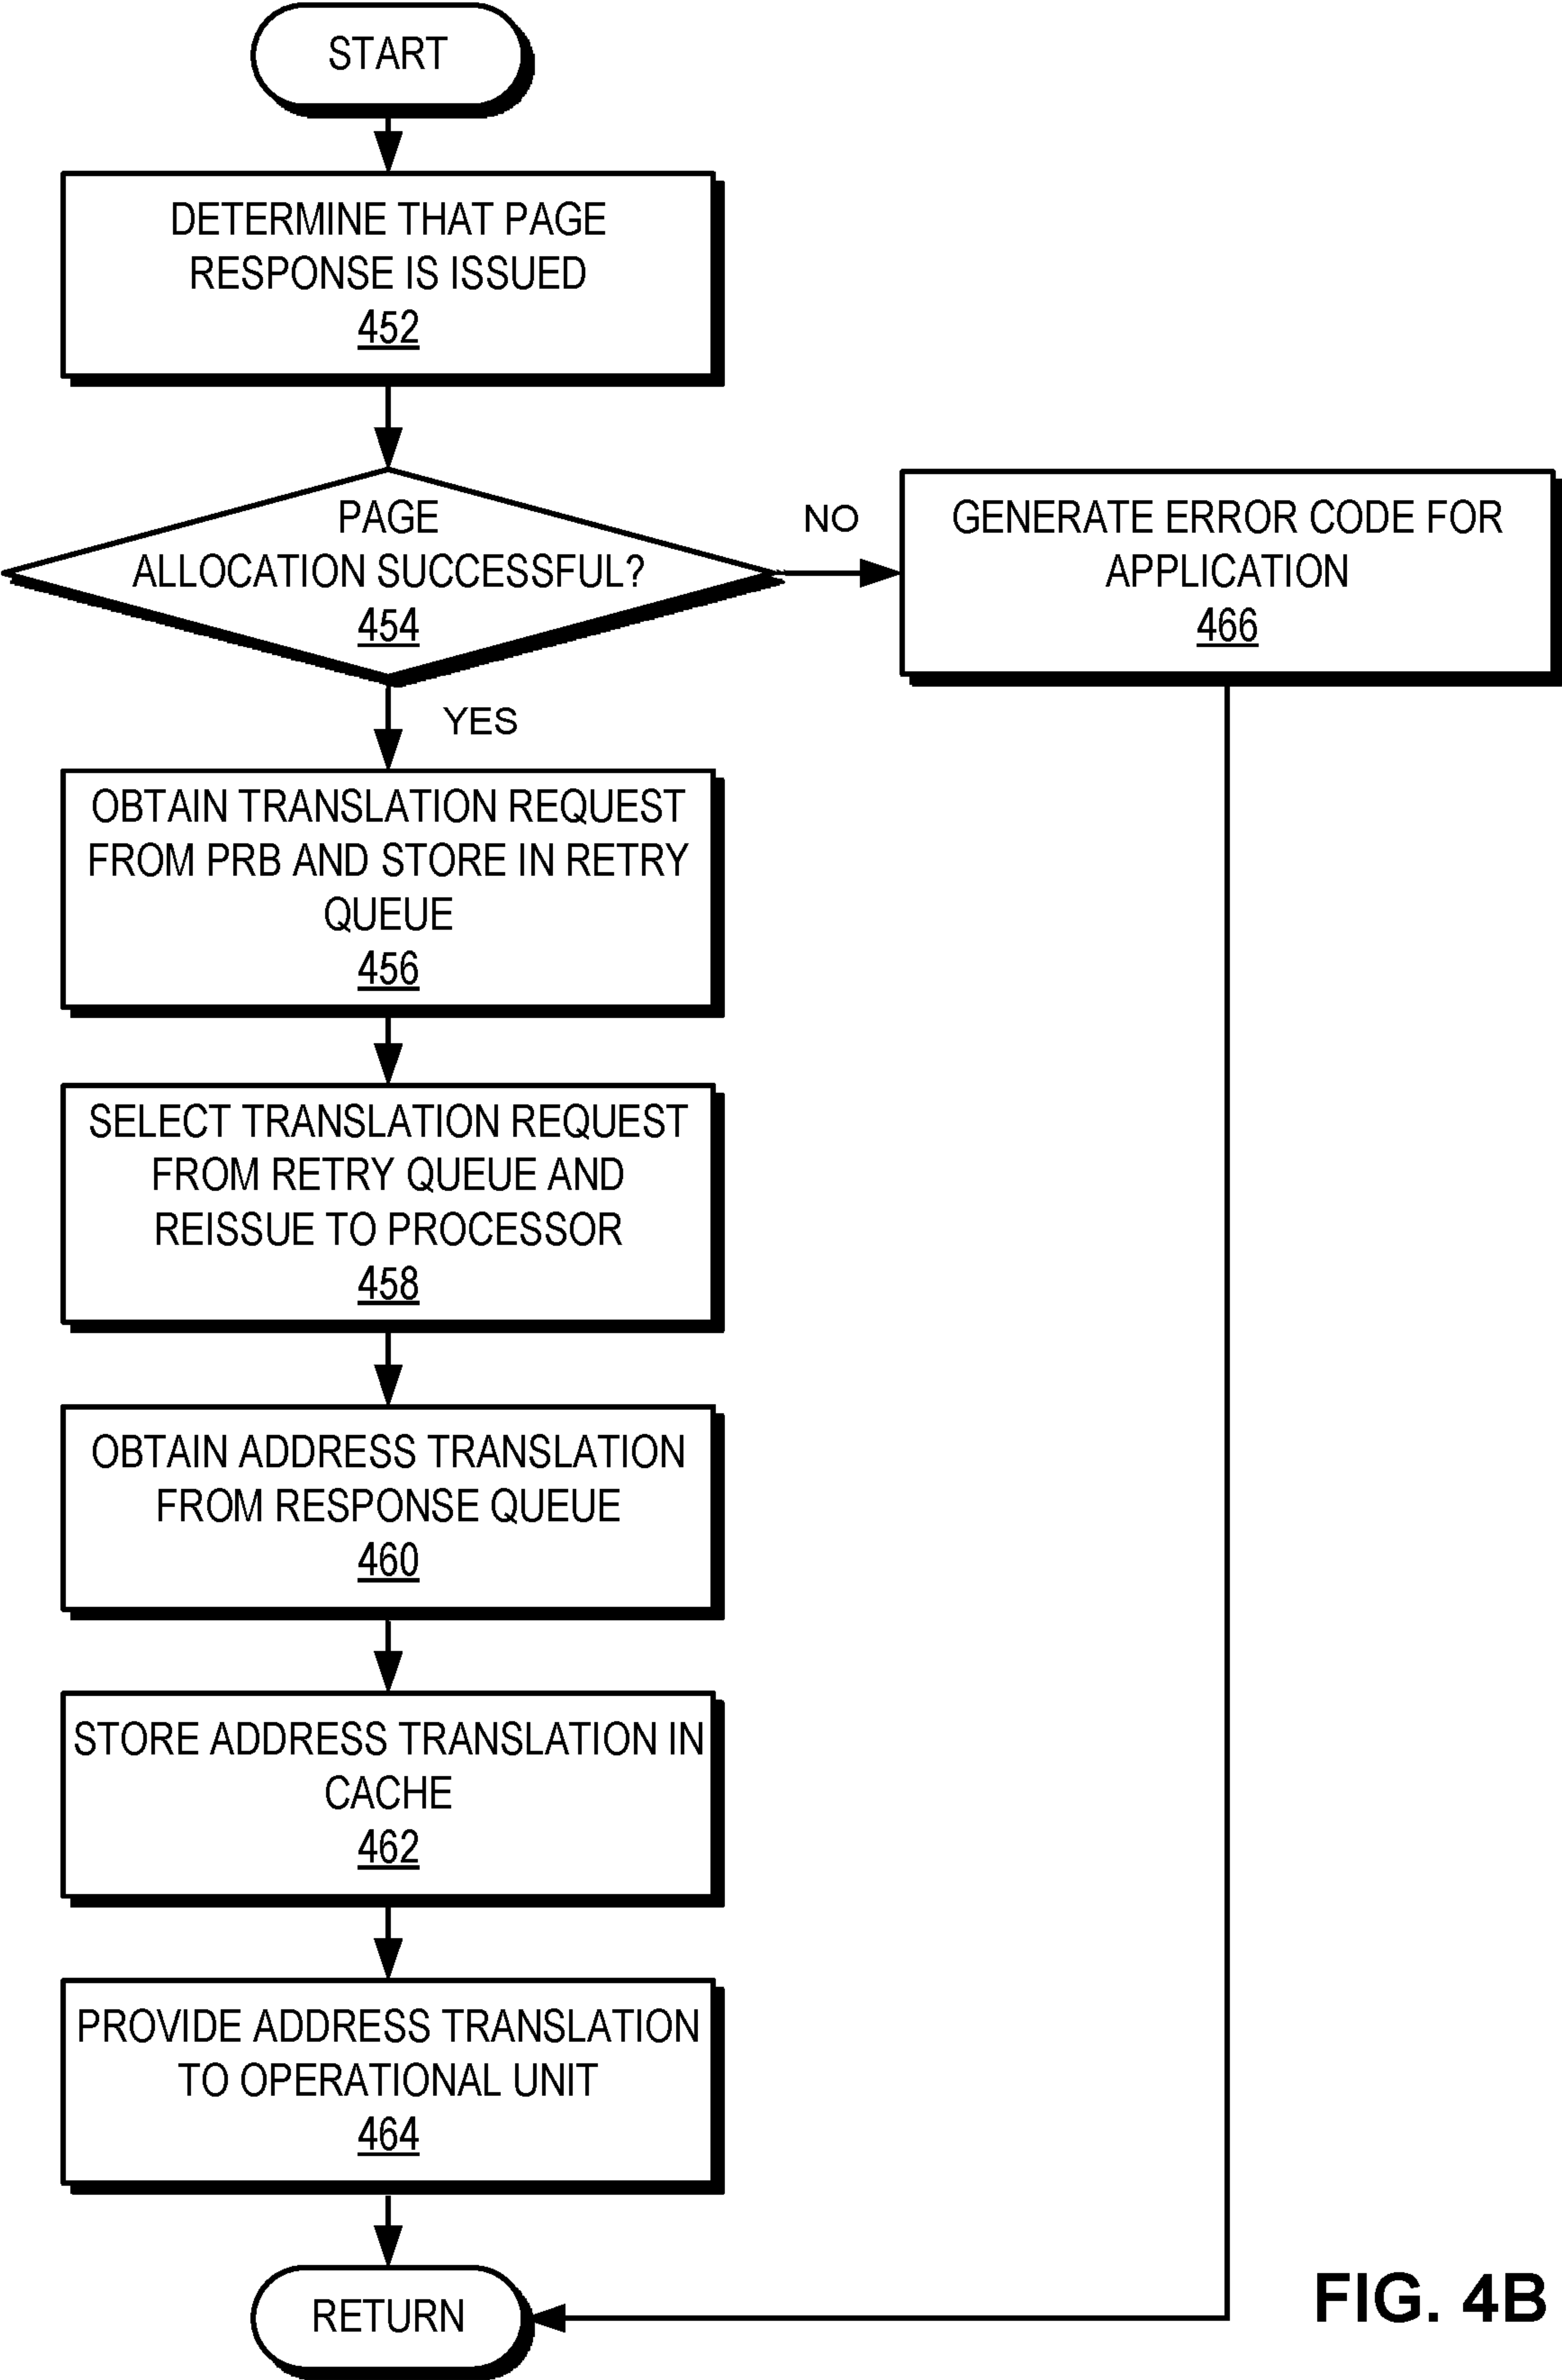 START
DETERMINE THAT PAGE
RESPONSE IS ISSUED
452
PAGE
ALLOCATION SUCCESSFUL?
454
NO
GENERATE ERROR CODE FOR
APPLICATION
466
YES
OBTAIN TRANSLATION REQUEST
FROM PRB AND STORE IN RETRY
QUEUE
456
SELECT TRANSLATION REQUEST
FROM RETRY QUEUE AND
REISSUE TO PROCESSOR
458
OBTAIN ADDRESS TRANSLATION
FROM RESPONSE QUEUE
460
STORE ADDRESS TRANSLATION IN
CACHE
462
PROVIDE ADDRESS TRANSLATION
TO OPERATIONAL UNIT
464
RETURN
FIG. 4B